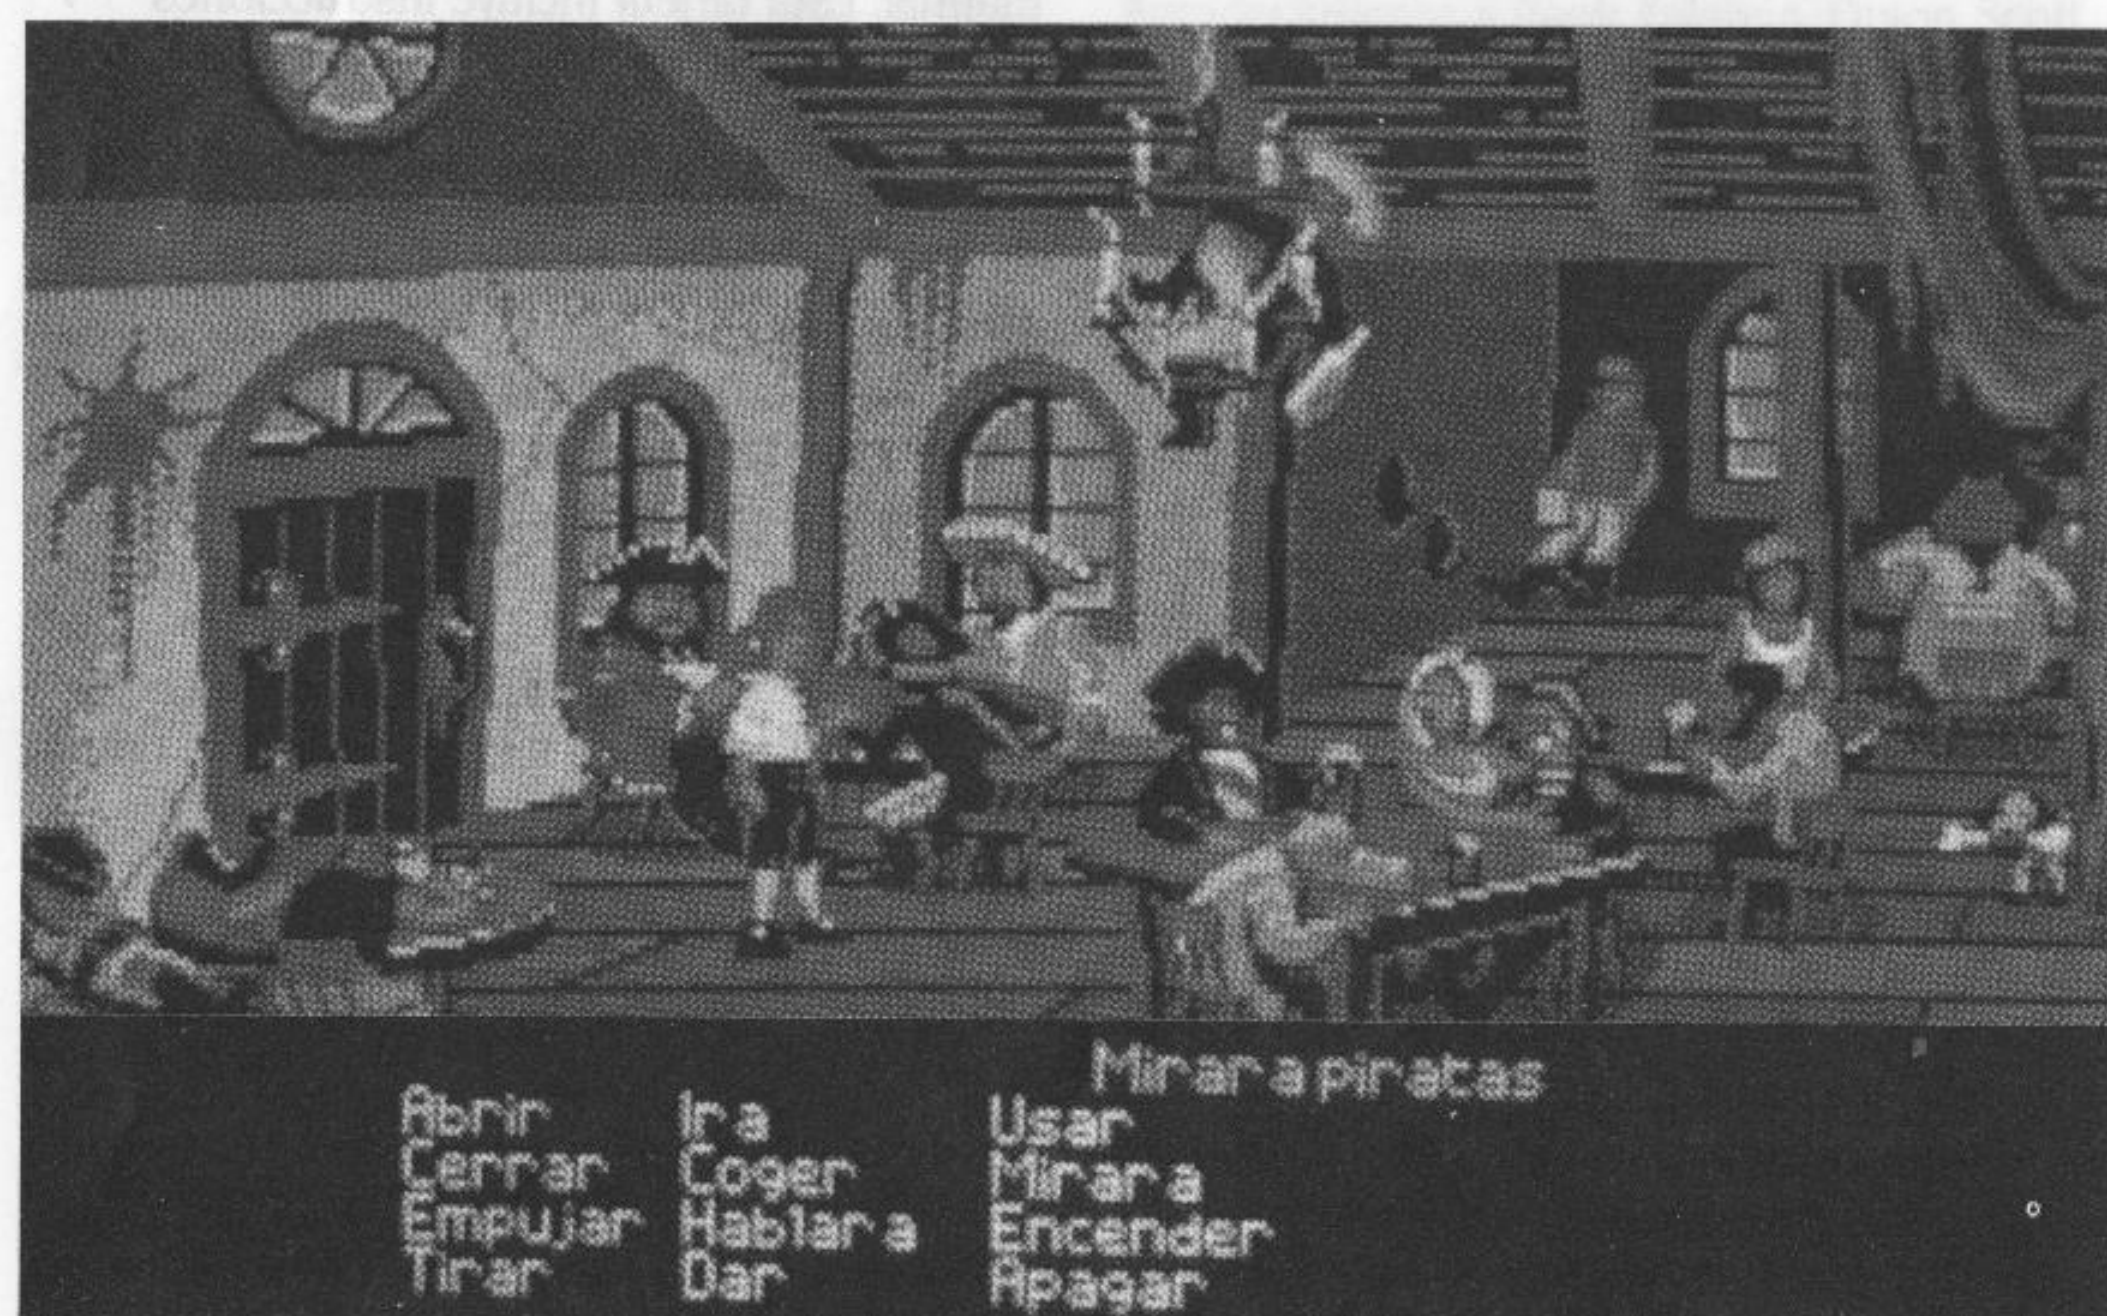 Mirar a piratas
Abrir Ir a Usar
Cerrar Coger Mirar a
Empujar Hablar a Encender
Tirar Dar Apagar